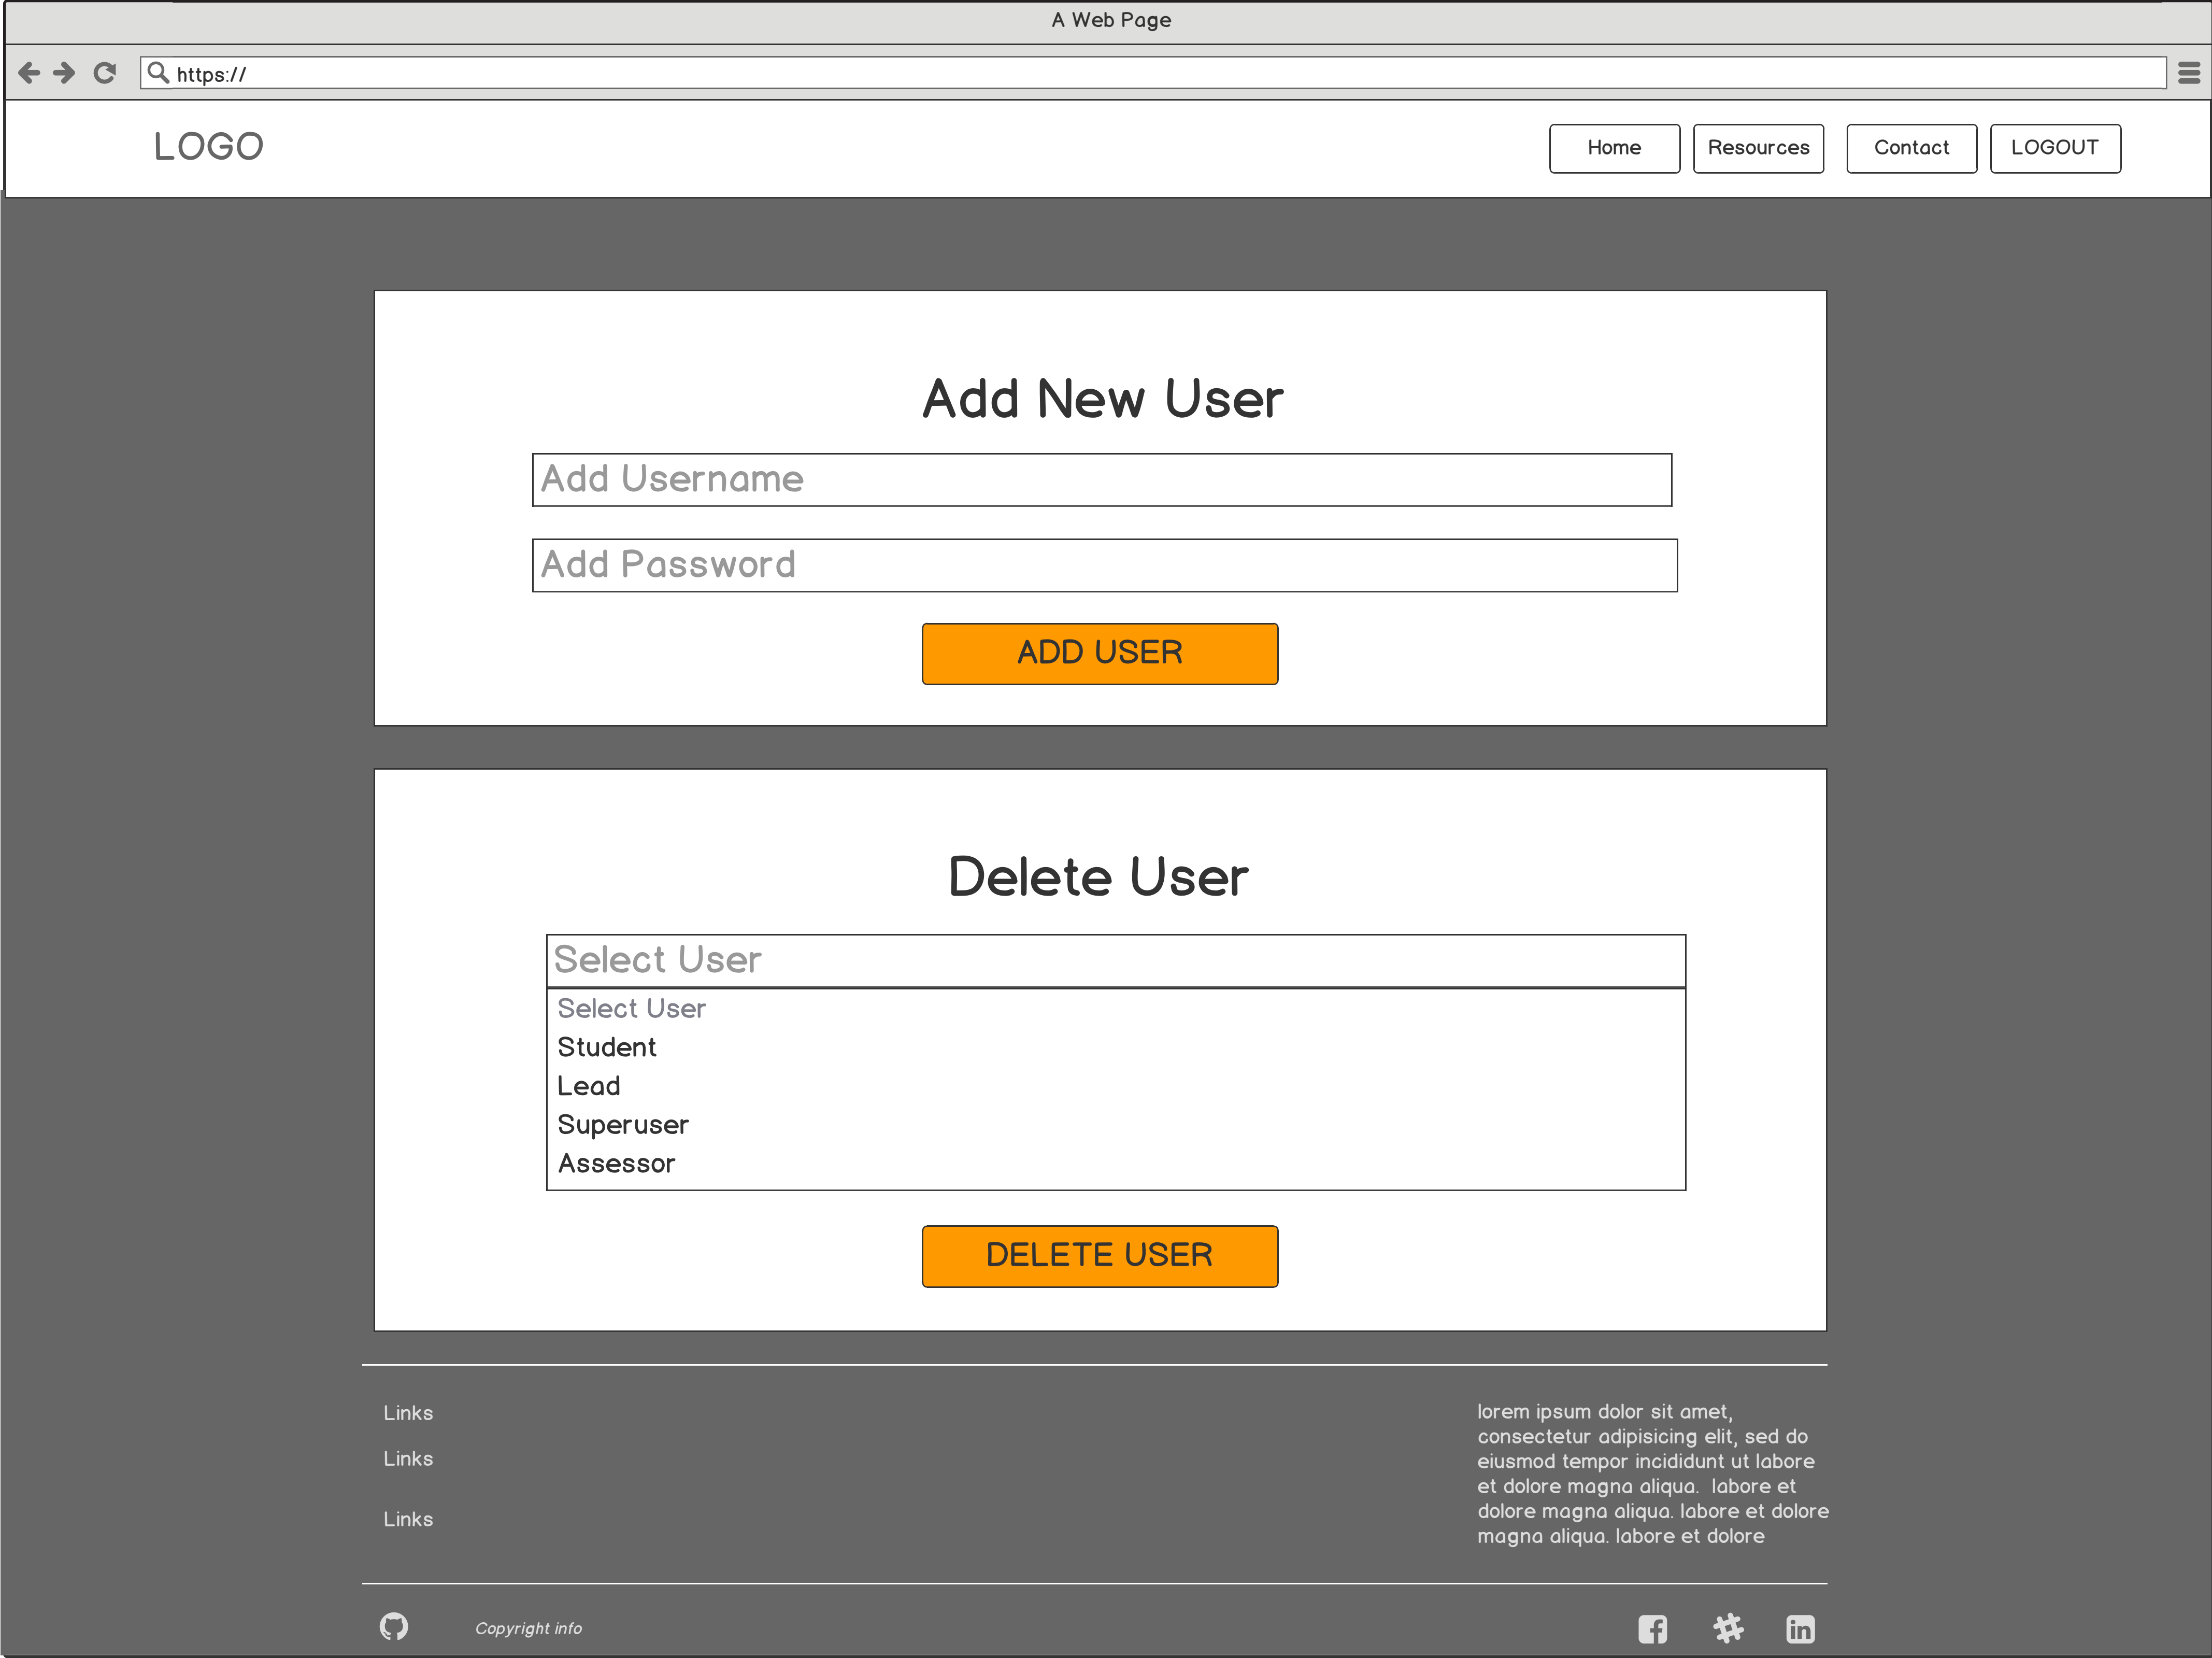 A Web Page
https://
LOGO
Home
Resources
Contact
LOGOUT
Add New User
Add Username
Add Password
ADD USER
Delete User
Select User
Select User
Student
Lead
Superuser
Assessor
DELETE USER
Links
Links
Links
lorem ipsum dolor sit amet,
consectetur adipisicing elit, sed do
eiusmod tempor incididunt ut labore
et dolore magna aliqua.  labore et
dolore magna aliqua. labore et dolore
magna aliqua. labore et dolore
Copyright info